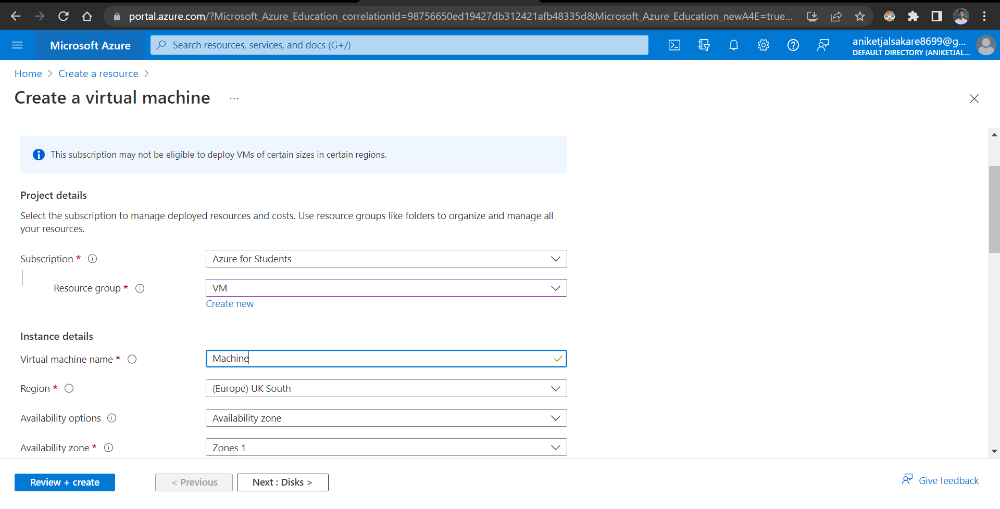 portal.azure.com/?Microsoft_Azure_Education_correlationId=98756650ed19427db312421afb48335d&Microsoft_Azure_Education_newA4E=true...
Microsoft Azure
Search resources, services, and docs (G+/)
aniketjalsakare8699@g...
DEFAULT DIRECTORY (ANIKETJAL...
Home > Create a resource >
Create a virtual machine ...
This subscription may not be eligible to deploy VMs of certain sizes in certain regions.
Project details
Select the subscription to manage deployed resources and costs. Use resource groups like folders to organize and manage all
your resources.
Subscription * Azure for Students
Resource group * VM
Create new
Instance details
Virtual machine name * Machine
Region * (Europe) UK South
Availability options Availability zone
Availability zone * Zones 1
Review + create < Previous Next : Disks > Give feedback